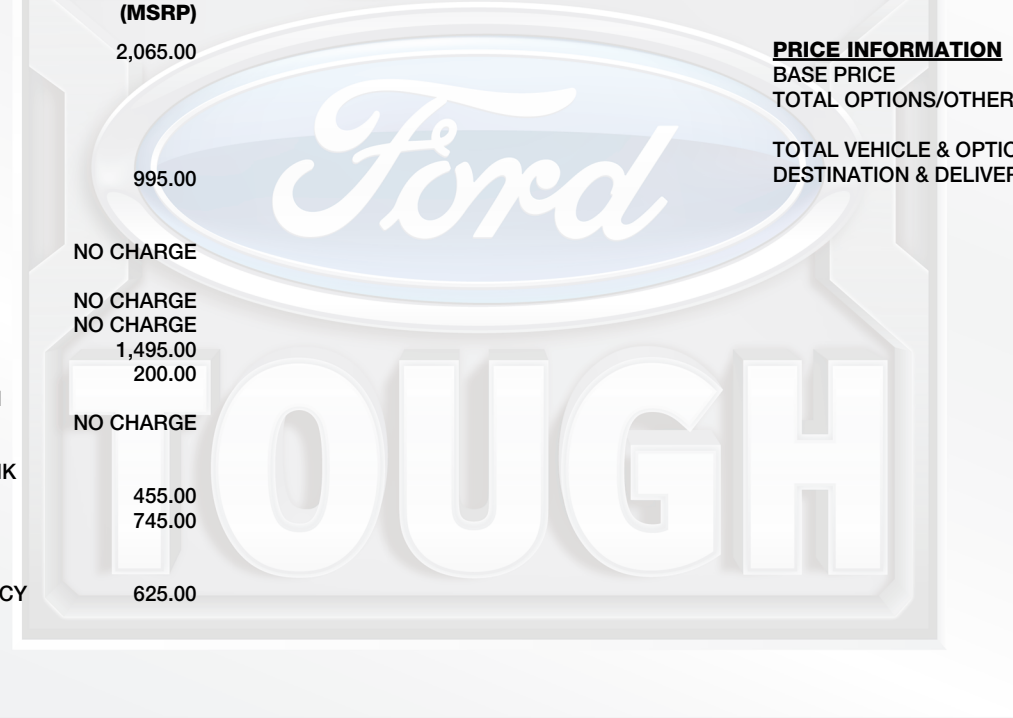 (MSRP)
2,065.00
995.00
NO CHARGE
NO CHARGE
NO CHARGE
1,495.00
200.00
NO CHARGE
455.00
745.00
CY 625.00
PRICE INFORMATION
BASE PRICE
TOTAL OPTIONS/OTHER
TOTAL VEHICLE & OPTIO
DESTINATION & DELIVER
Ford
TOUGH